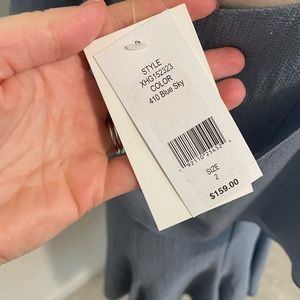 STYLE
XHG152323
COLOR
410 Blue Sky
SIZE
2
$159.00